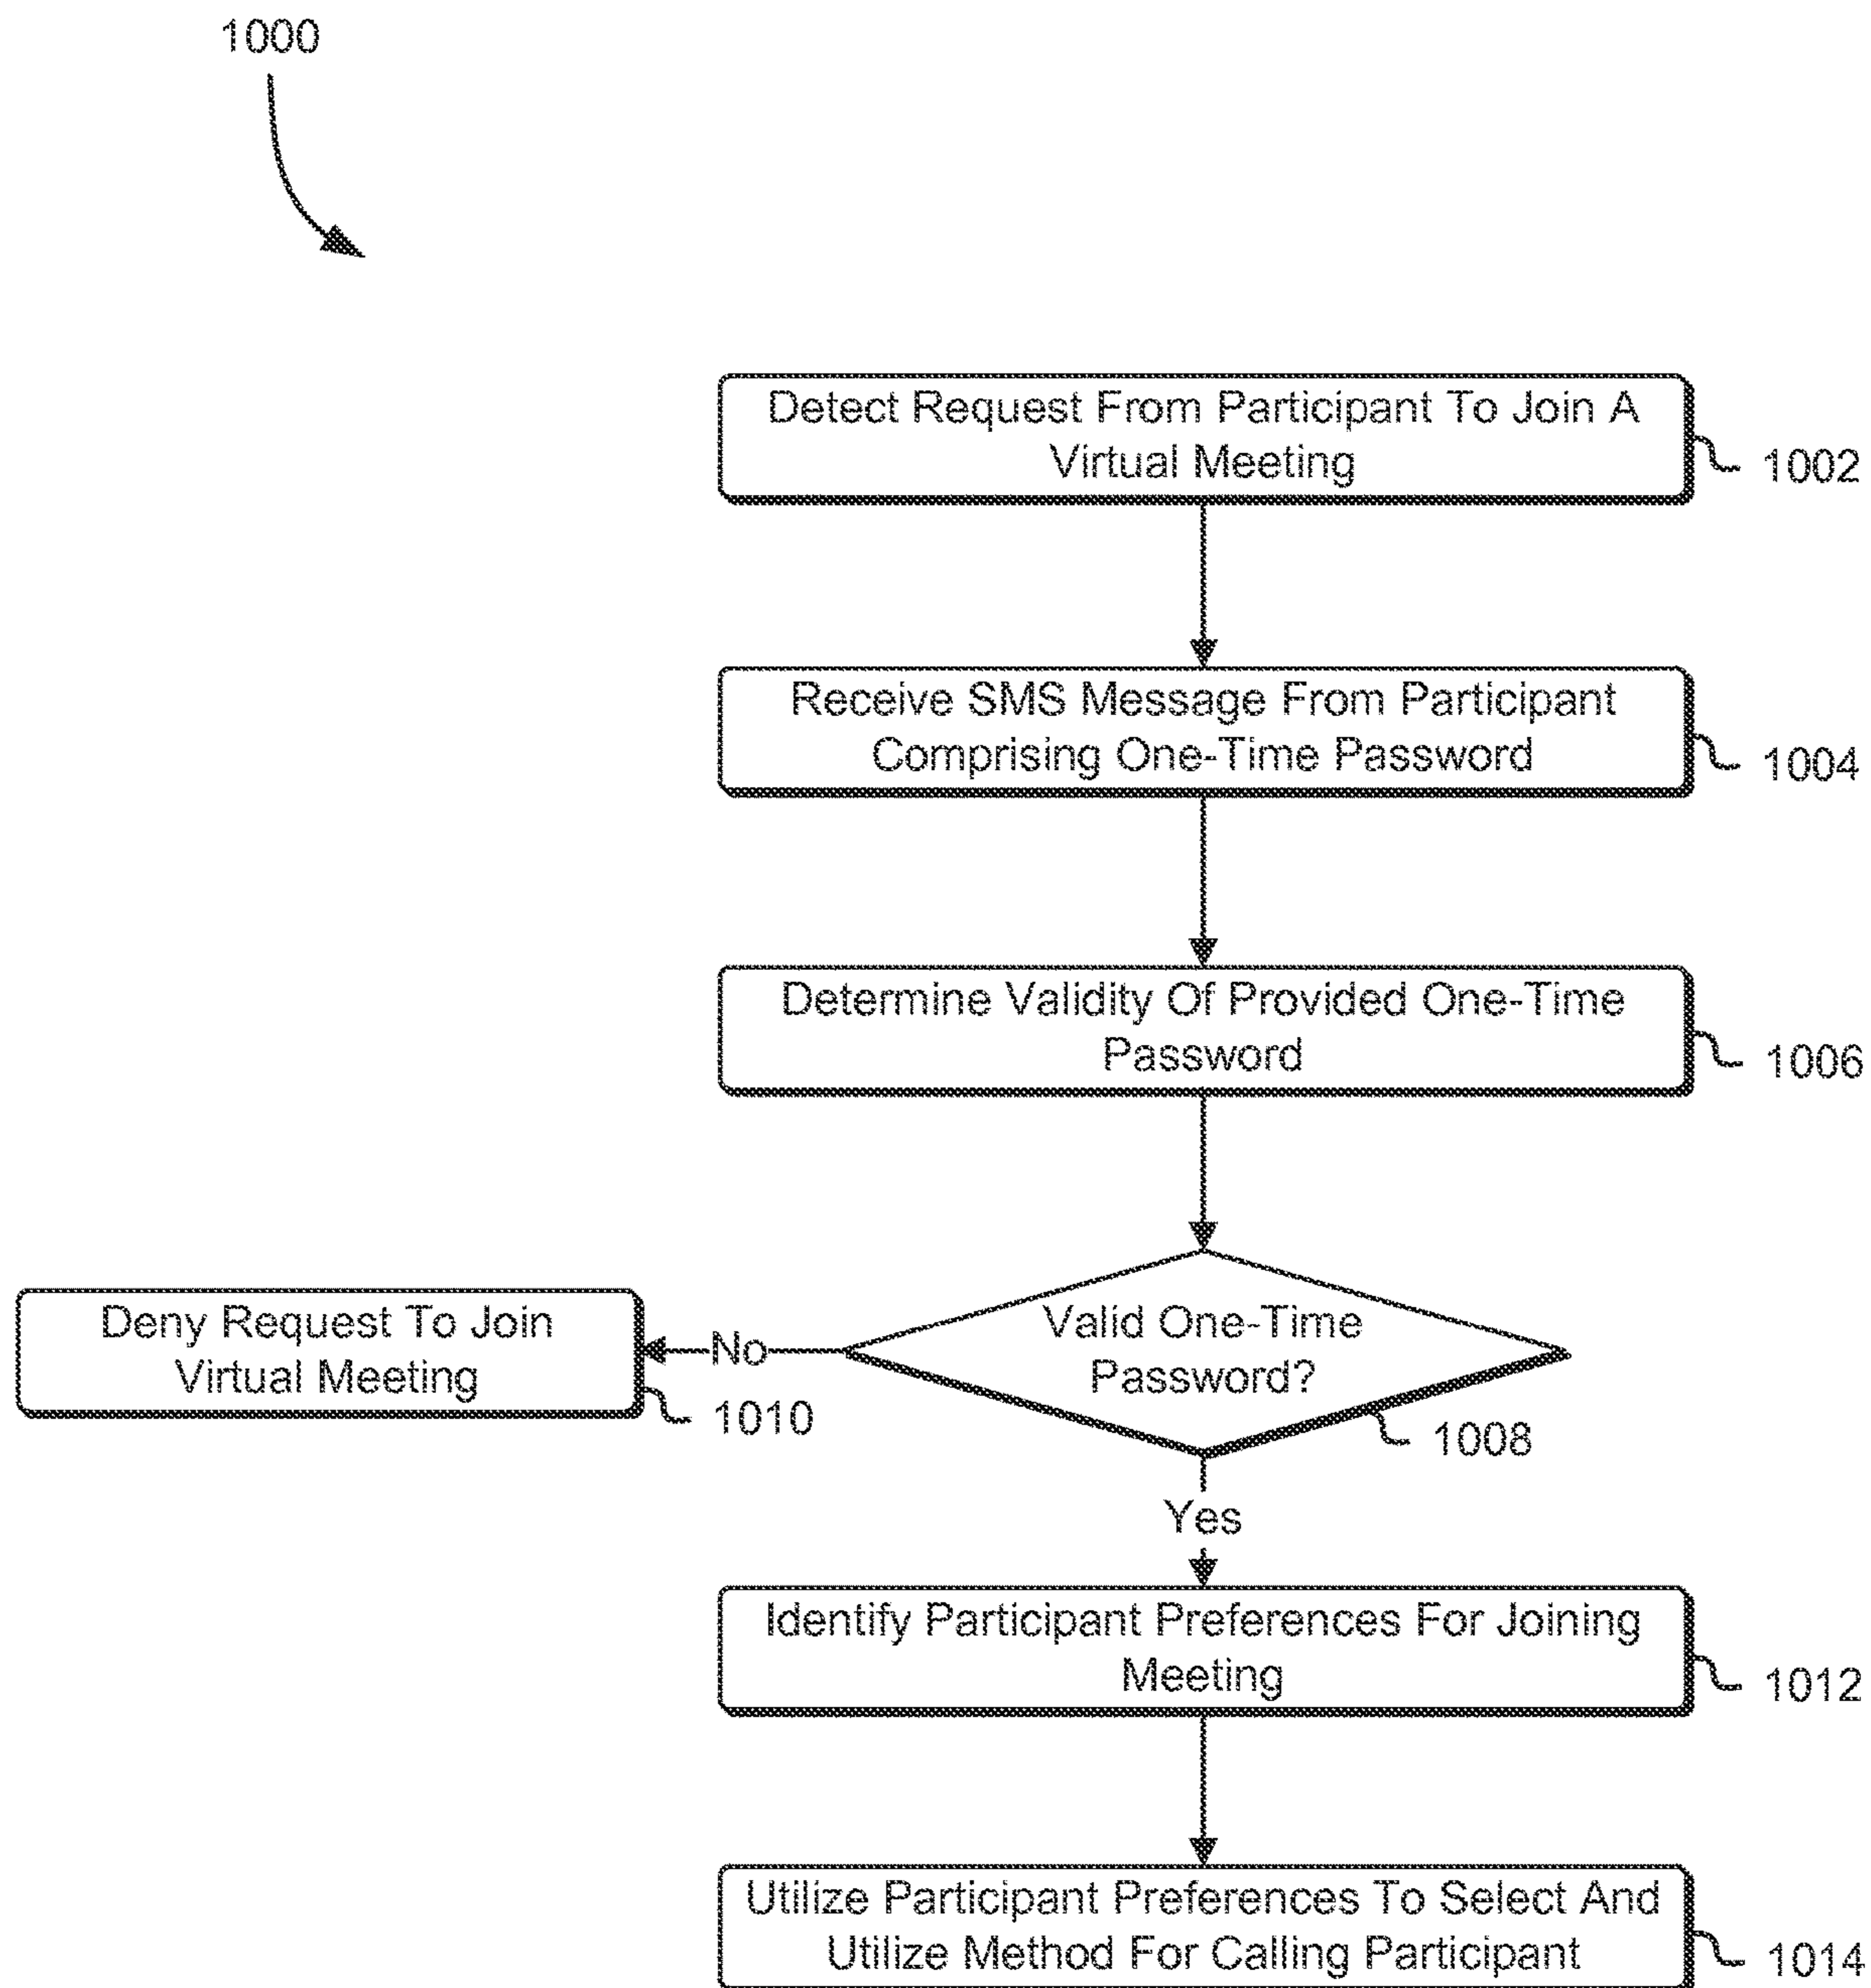 1000
Detect Request From Participant To Join A
Virtual Meeting
1002
Receive SMS Message From Participant
Comprising One-Time Password
1004
Determine Validity Of Provided One-Time
Password
1006
Valid One-Time
Password?
1008
No
Deny Request To Join
Virtual Meeting
1010
Yes
Identify Participant Preferences For Joining
Meeting
1012
Utilize Participant Preferences To Select And
Utilize Method For Calling Participant
1014